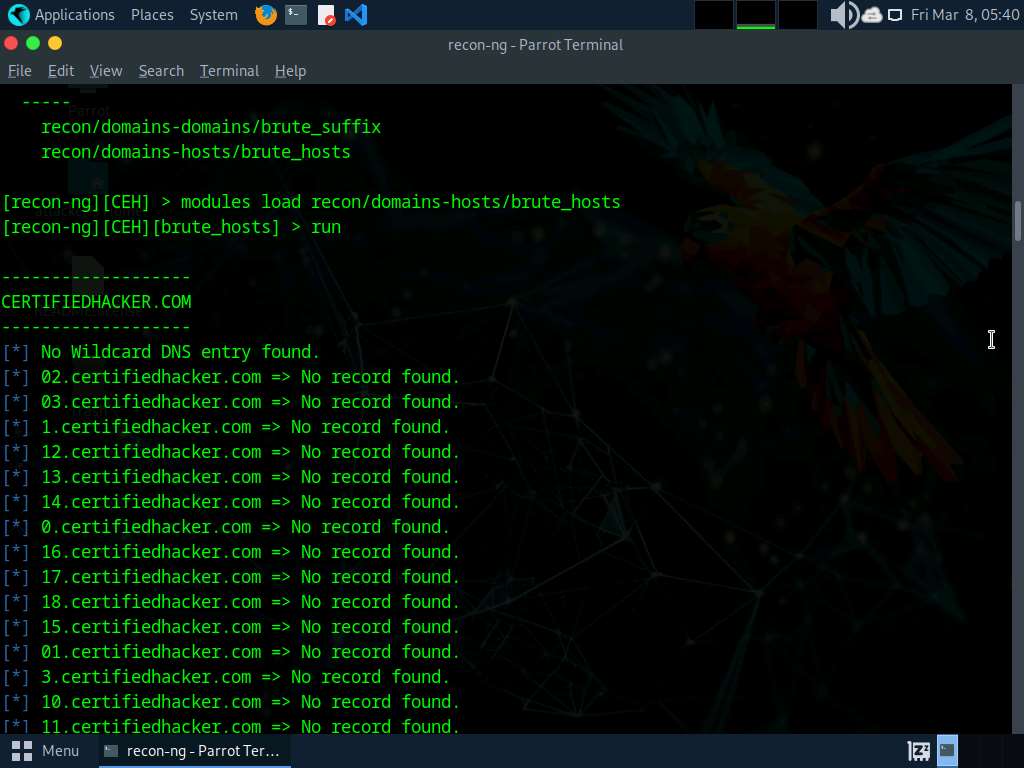 Applications Places System
Fri Mar 8, 05:40
recon-ng - Parrot Terminal
File Edit View Search Terminal Help
-----
Parrot
recon/domains-domains/brute_suffix
recon/domains-hosts/brute_hosts
[recon-ng][CEH] > modules load recon/domains-hosts/brute_hosts
[recon-ng][CEH][brute_hosts] > run
-------------------
CERTIFIEDHACKER.COM
-------------------
[*] No Wildcard DNS entry found.
[*] 02.certifiedhacker.com => No record found.
[*] 03.certifiedhacker.com => No record found.
[*] 1.certifiedhacker.com => No record found.
[*] 12.certifiedhacker.com => No record found.
[*] 13.certifiedhacker.com => No record found.
[*] 14.certifiedhacker.com => No record found.
[*] 0.certifiedhacker.com => No record found.
[*] 16.certifiedhacker.com => No record found.
[*] 17.certifiedhacker.com => No record found.
[*] 18.certifiedhacker.com => No record found.
[*] 15.certifiedhacker.com => No record found.
[*] 01.certifiedhacker.com => No record found.
[*] 3.certifiedhacker.com => No record found.
[*] 10.certifiedhacker.com => No record found.
[*] 11.certifiedhacker.com => No record found.
Menu recon-ng - Parrot Ter...